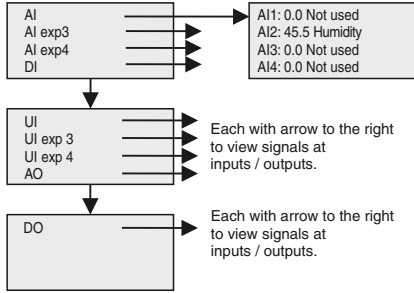 AI
AI exp3
AI exp4
DI
AI1: 0.0 Not used
AI2: 45.5 Humidity
AI3: 0.0 Not used
AI4: 0.0 Not used
UI
UI exp 3
UI exp 4
AO
Each with arrow to the right
to view signals at
inputs / outputs.
DO
Each with arrow to the right
to view signals at
inputs / outputs.